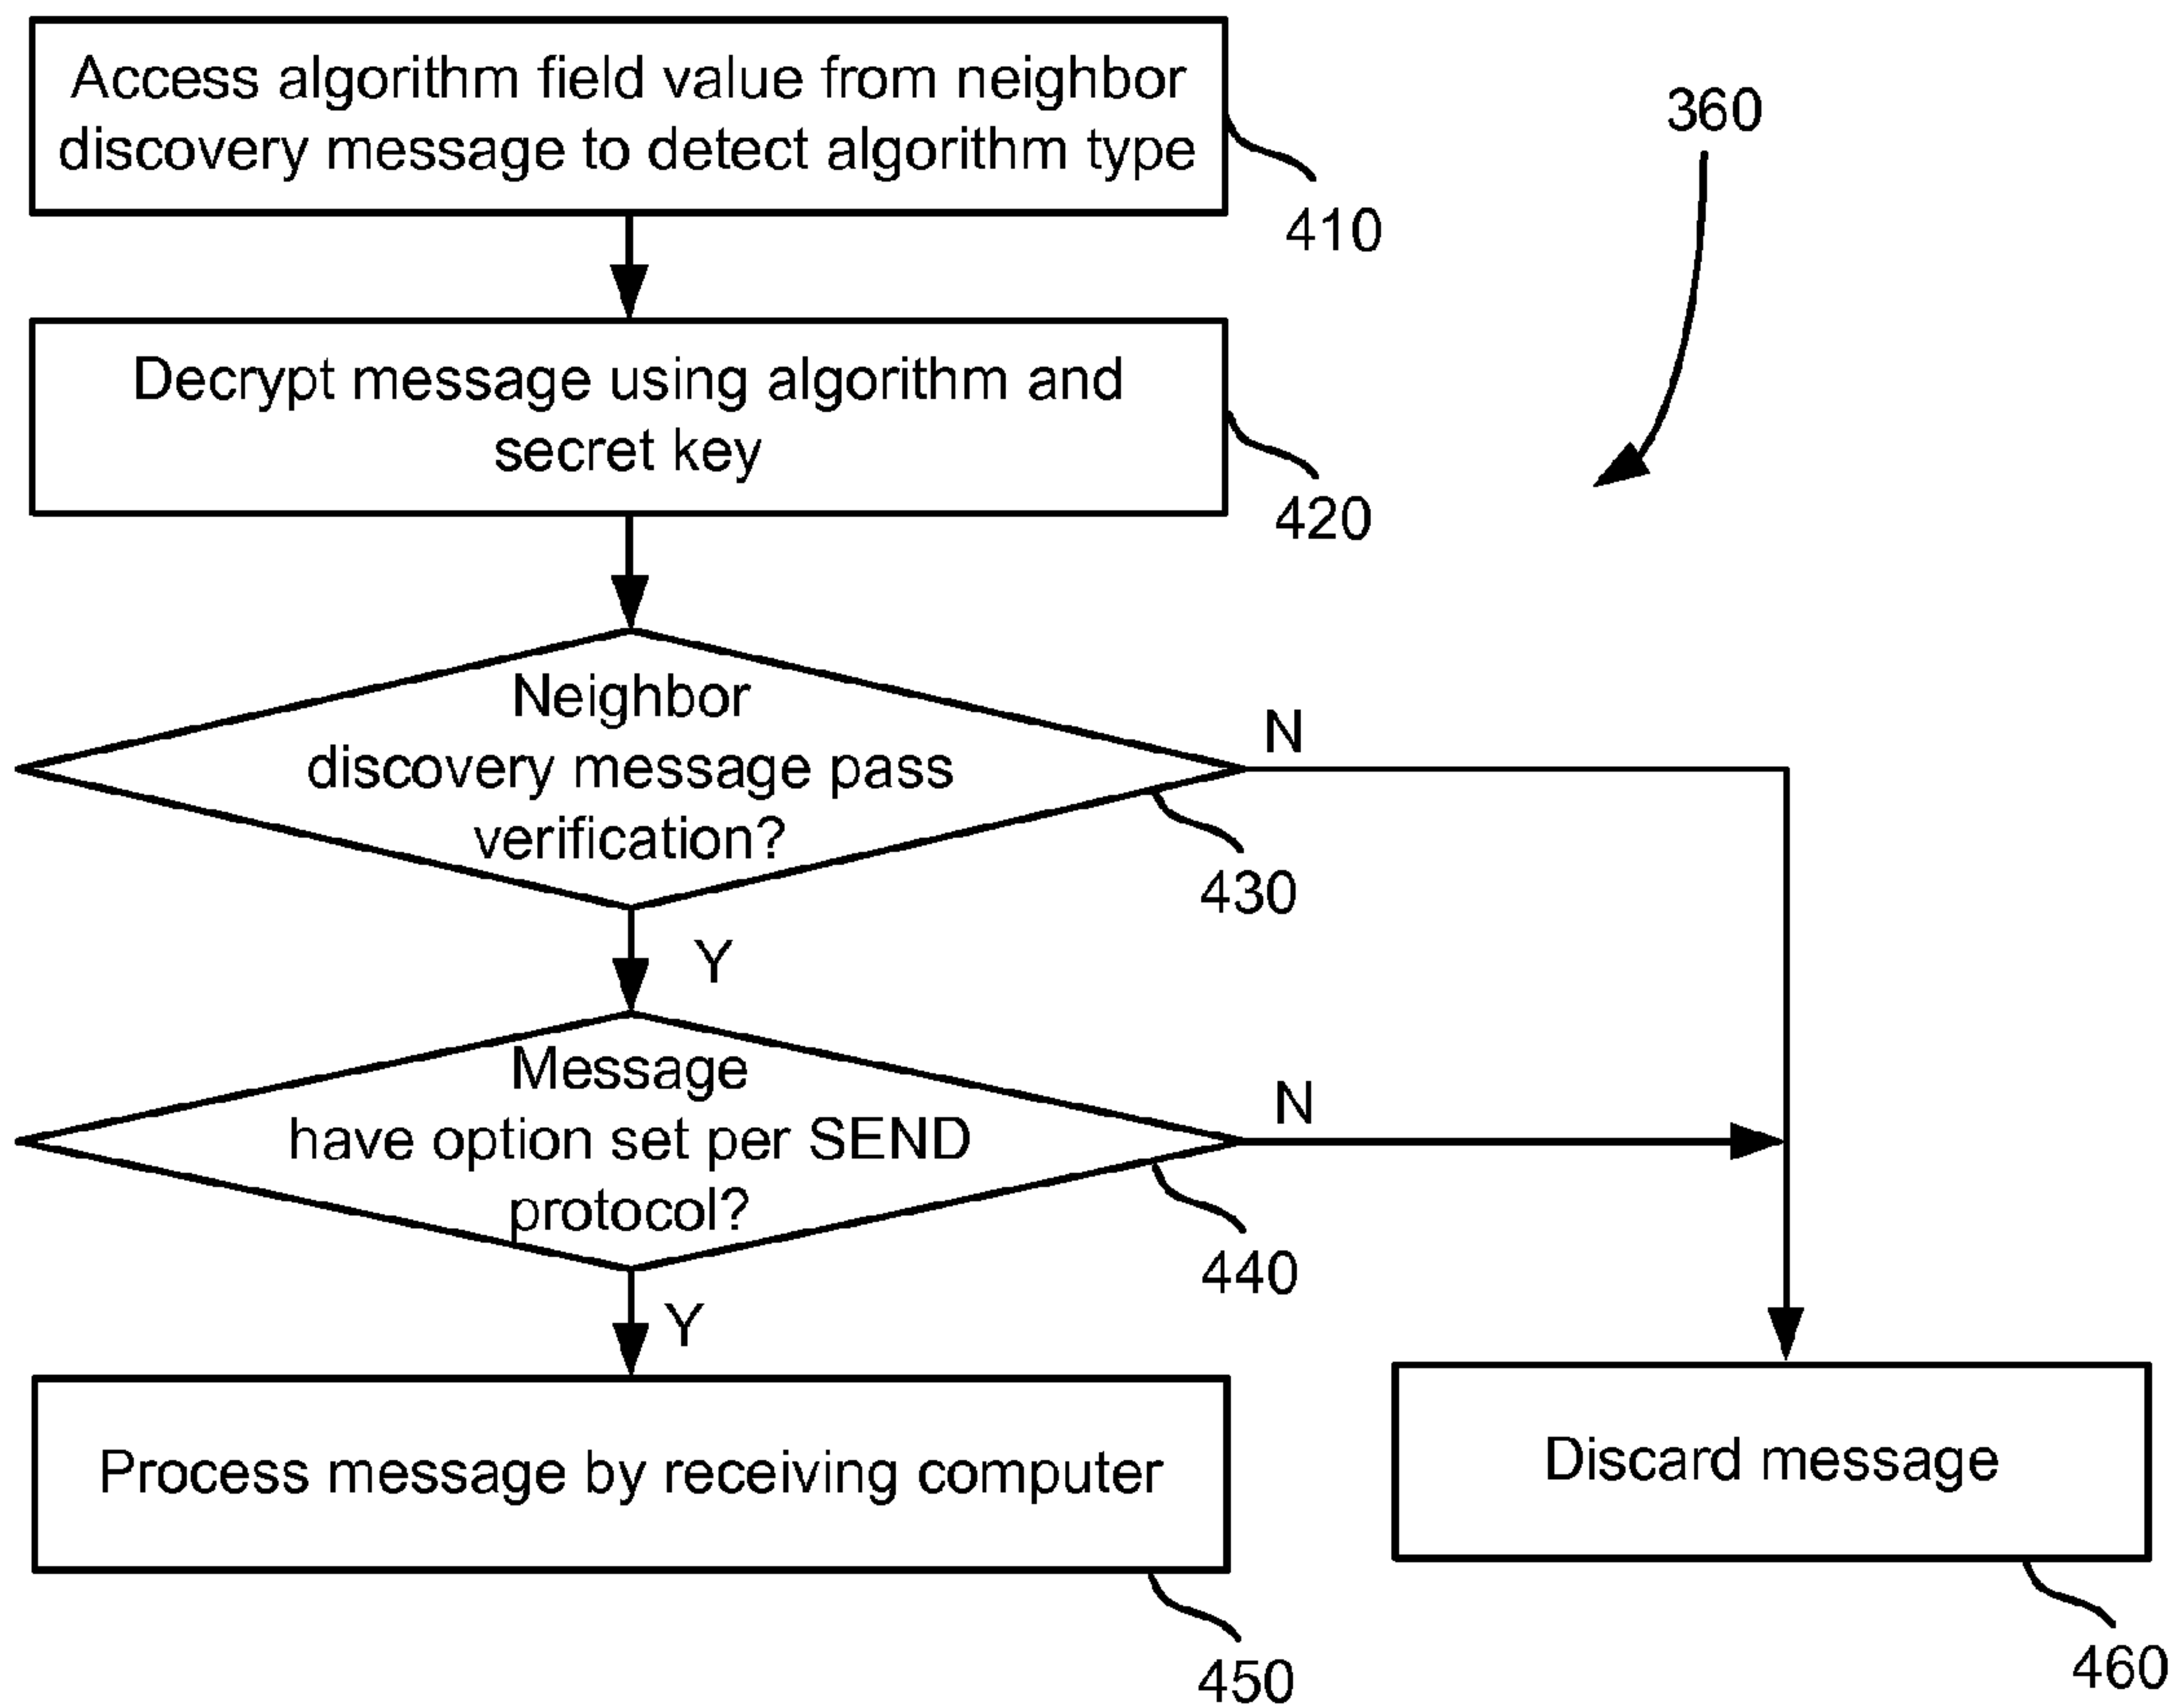 Access algorithm field value from neighbor
discovery message to detect algorithm type
360
410
Decrypt message using algorithm and
secret key
420
Neighbor
discovery message pass
verification?
N
430
Y
Message
have option set per SEND
protocol?
N
440
Y
Process message by receiving computer
Discard message
450
460